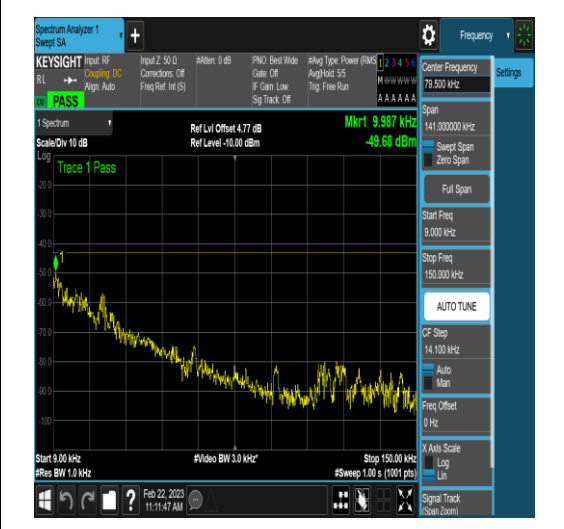 Spectrum Analyzer 1
Swept SA
+
Frequency
KEYSIGHT
RL
PASS
Input: RF
Coupling: DC
Align: Auto
Input Z: 50 Ω
Corrections: Off
Freq Ref: Int (S)
#Atten: 0 dB
PNO: Best Wide
Gate: Off
IF Gain: Low
Sig Track: Off
#Avg Type: Power (RMS
Avg|Hold: 5/5
Trig: Free Run
1 2 3 4 5 6
M W W W W W
A A A A A A
1 Spectrum
Scale/Div 10 dB
Ref Lvl Offset 4.77 dB
Ref Level -10.00 dBm
Mkr1 9.987 kHz
-49.68 dBm
Log
Trace 1 Pass
1
-20.0
-30.0
-40.0
-50.0
-60.0
-70.0
-80.0
-90.0
-100
Start 9.00 kHz
#Res BW 1.0 kHz
#Video BW 3.0 kHz*
Stop 150.00 kHz
#Sweep 1.00 s (1001 pts)
Center Frequency
79.500 kHz
Settings
Span
141.000000 kHz
Swept Span
Zero Span
Full Span
Start Freq
9.000 kHz
Stop Freq
150.000 kHz
AUTO TUNE
CF Step
14.100 kHz
Auto
Man
Freq Offset
0 Hz
X Axis Scale
Log
Lin
Signal Track
(Span Zoom)
?
Feb 22, 2023
11:11:47 AM